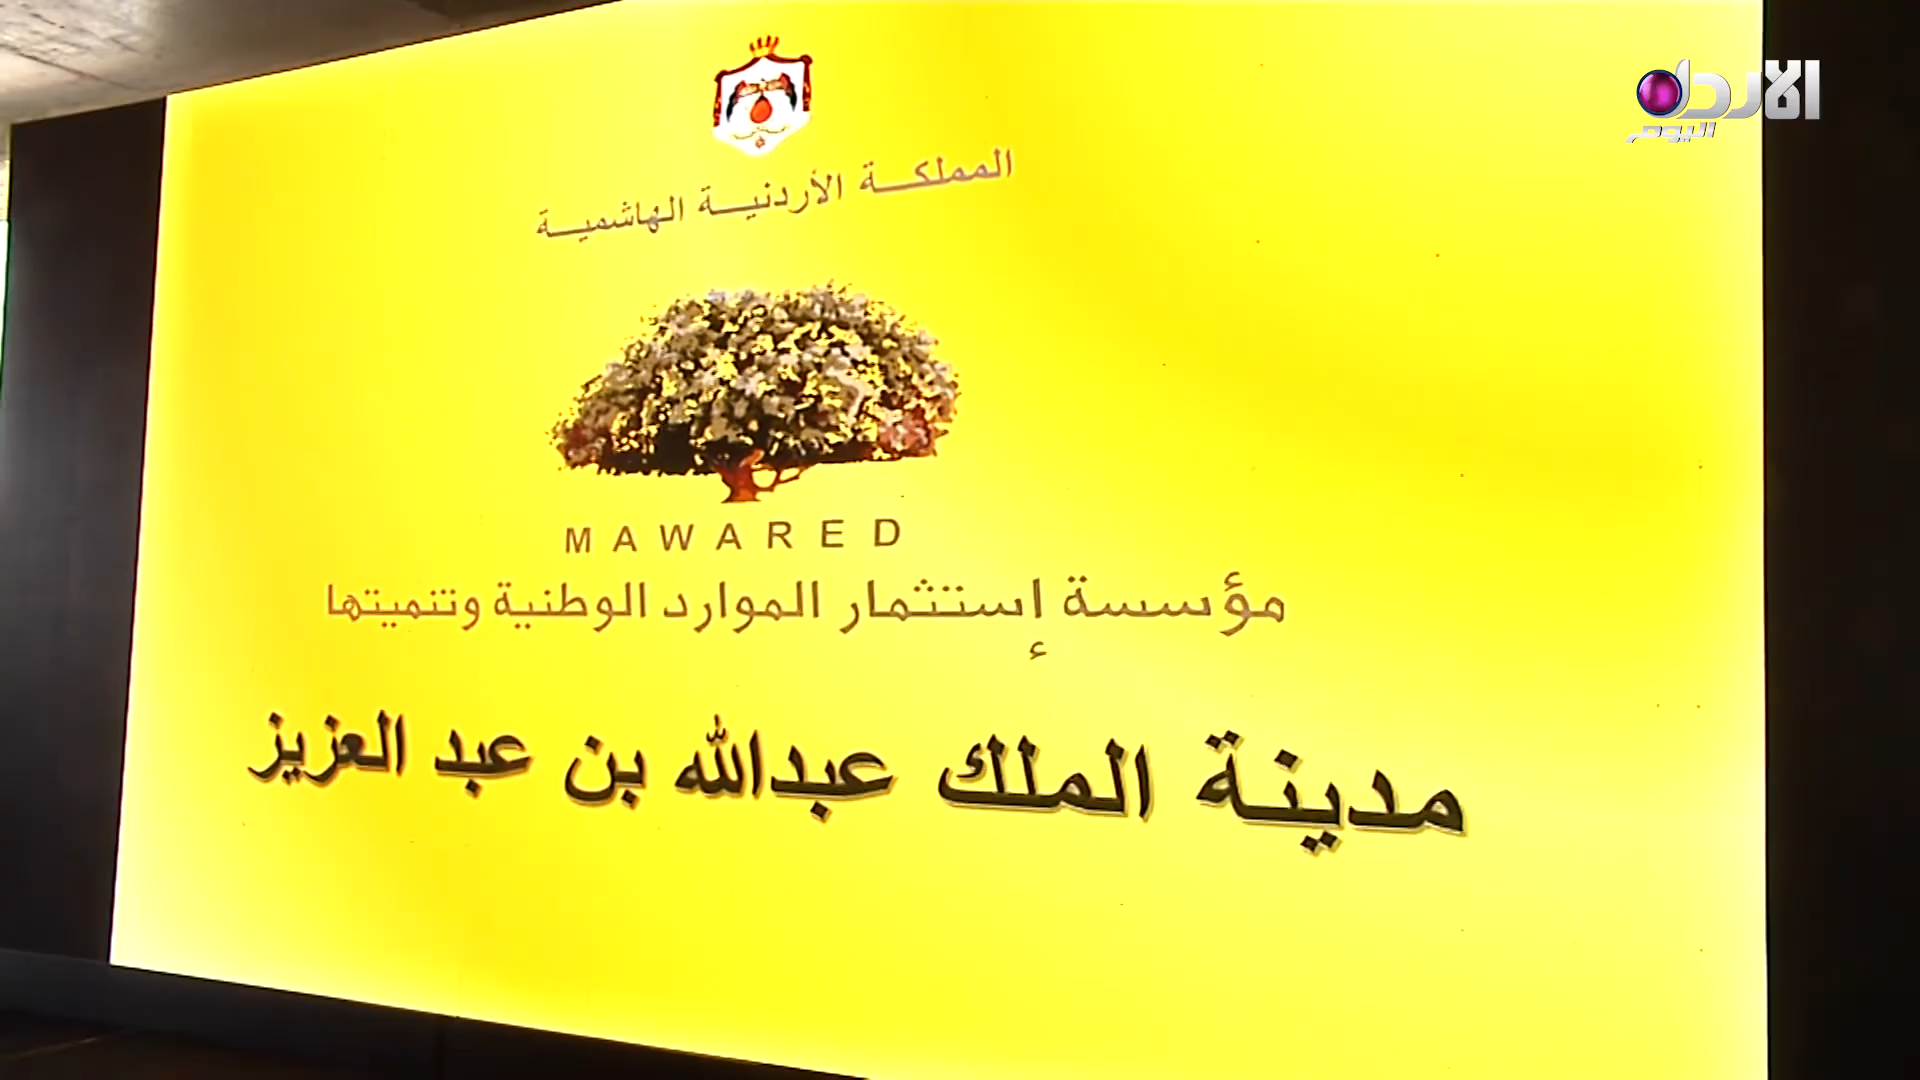 الأردن
اليوم
المملكة الأردنية الهاشمية
MAWARED
مؤسسة إستثمار الموارد الوطنية وتنميتها
مدينة الملك عبدالله بن عبد العزيز